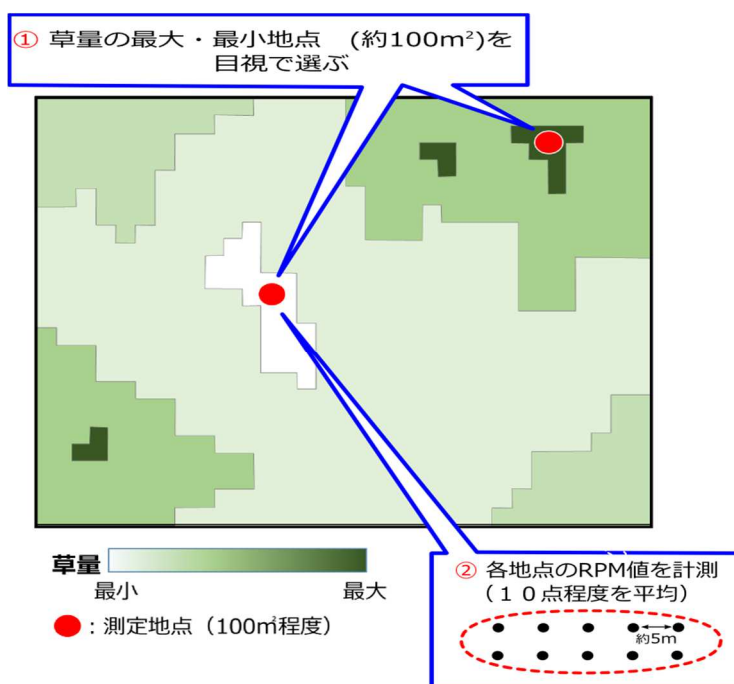 ① 草量の最大・最小地点 (約100m²)を
目視で選ぶ
草量
最小 最大
：測定地点（100㎡程度）
② 各地点のRPM値を計測
（１０点程度を平均）
約5m